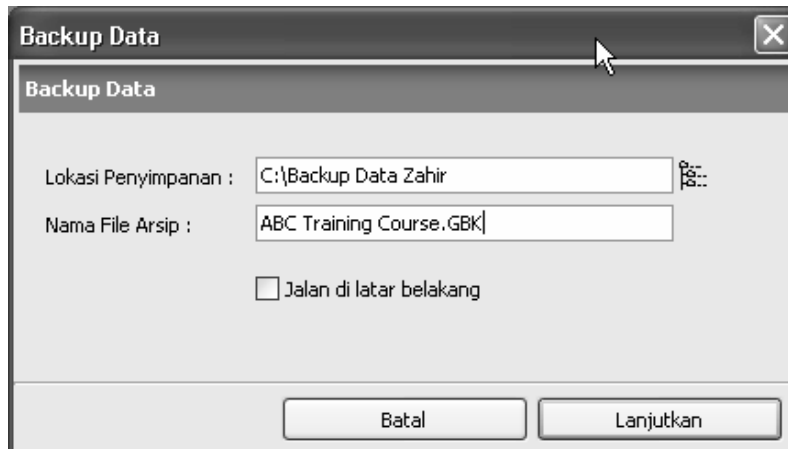 Backup Data
Backup Data
Lokasi Penyimpanan : C:\Backup Data Zahir
Nama File Arsip : ABC Training Course.GBK
Jalan di latar belakang
Batal Lanjutkan